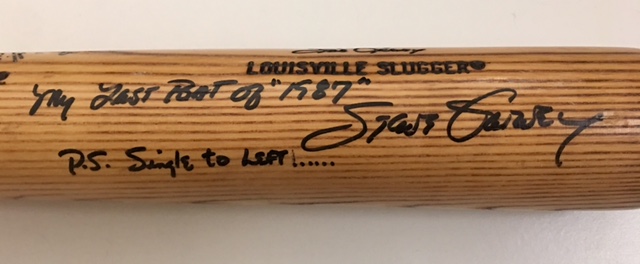 LOUISVILLE SLUGGER®
My Last Bat of "1987"
Steve Garvey
P.S. Single to LEFT!.....